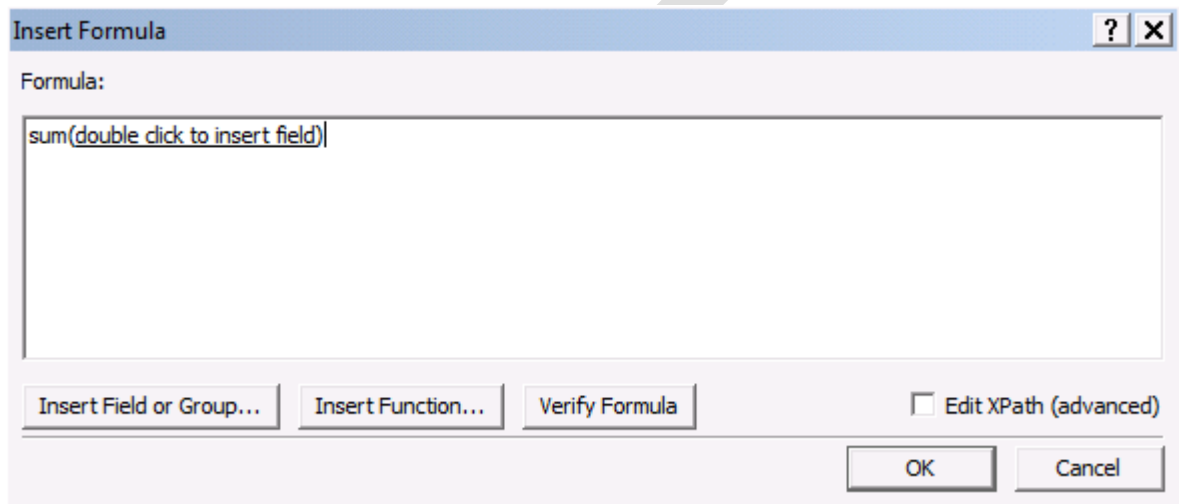 Insert Formula
Formula:
sum(double click to insert field)
Insert Field or Group... Insert Function... Verify Formula Edit XPath (advanced)
OK Cancel